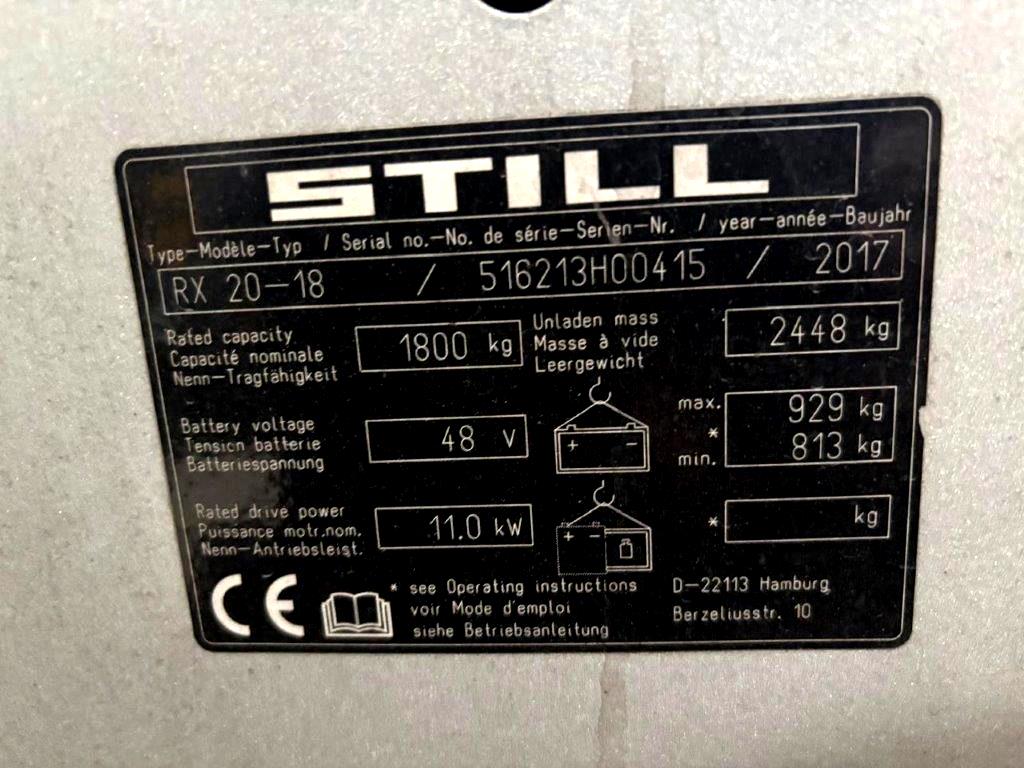 STILL
Type-Modèle-Typ / Serial no.-No. de série-Serien-Nr. / year-année-Baujahr
RX 20-18 / 516213H00415 / 2017
Rated capacity
Capacité nominale
Nenn-Tragfähigkeit
1800 kg
Unladen mass
Masse à vide
Leergewicht
2448 kg
Battery voltage
Tension batterie
Batteriespannung
48 V
+ -
max.
*
min.
929 kg
813 kg
Rated drive power
Puissance motr.nom.
Nenn-Antriebsleist.
11.0 kW
+ -
*
kg
CE
* see Operating instructions
voir Mode d'emploi
siehe Betriebsanleitung
D-22113 Hamburg
Berzeliusstr. 10